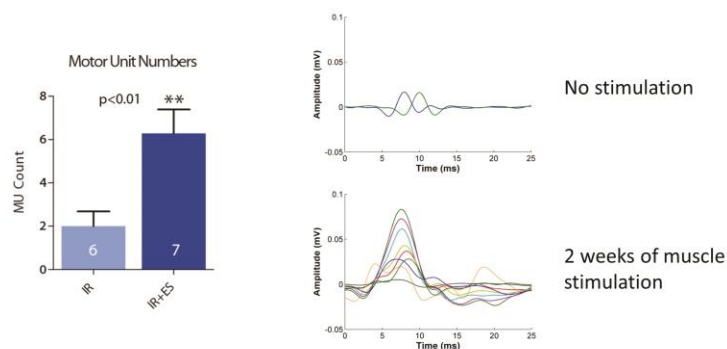 Motor Unit Numbers
p<0.01
**
MU Count
8
6
4
2
0
6
7
IR
IR+ES
Amplitude (mV)
0.1
0.05
0
-0.05
0
5
10
15
20
25
Time (ms)
No stimulation
Amplitude (mV)
0.1
0.05
0
-0.05
0
5
10
15
20
25
Time (ms)
2 weeks of muscle
stimulation